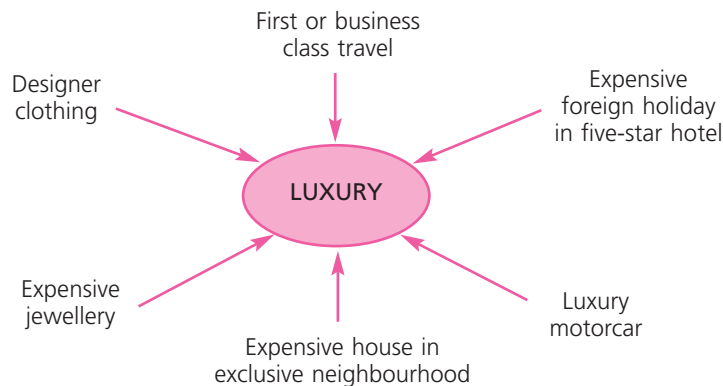 First or business
class travel
Designer
clothing
Expensive
foreign holiday
in five-star hotel
LUXURY
Expensive
jewellery
Luxury
motorcar
Expensive house in
exclusive neighbourhood